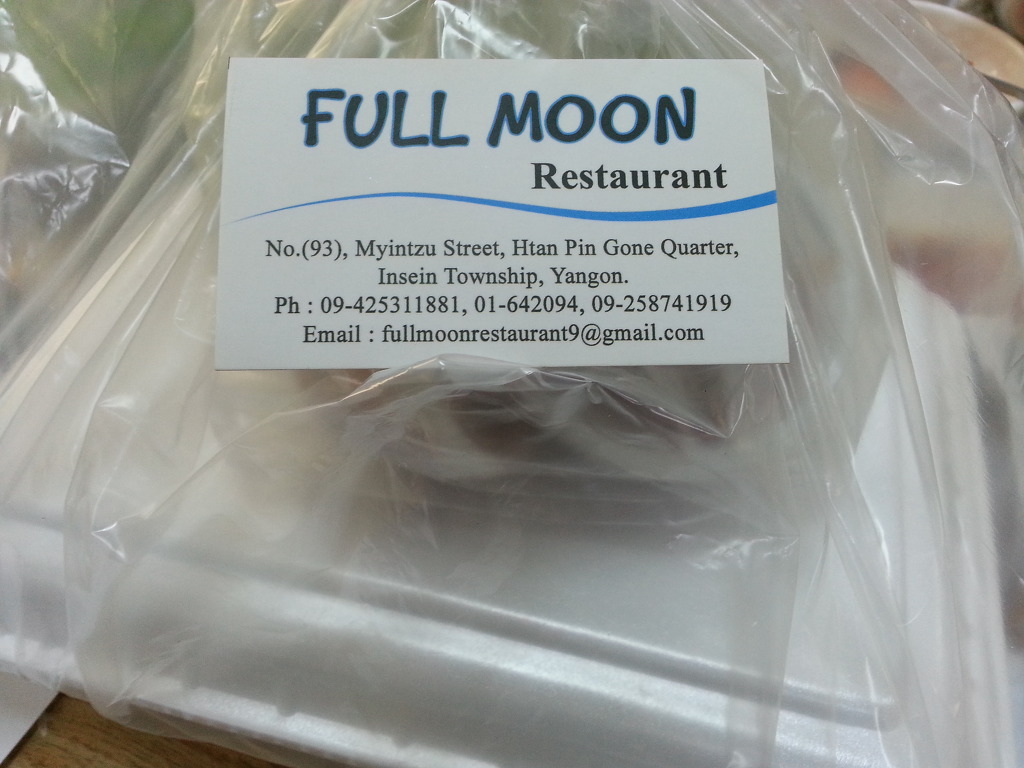 FULL MOON
Restaurant
No.(93), Myintzu Street, Htan Pin Gone Quarter,
Insein Township, Yangon.
Ph : 09-425311881, 01-642094, 09-258741919
Email : fullmoonrestaurant9@gmail.com